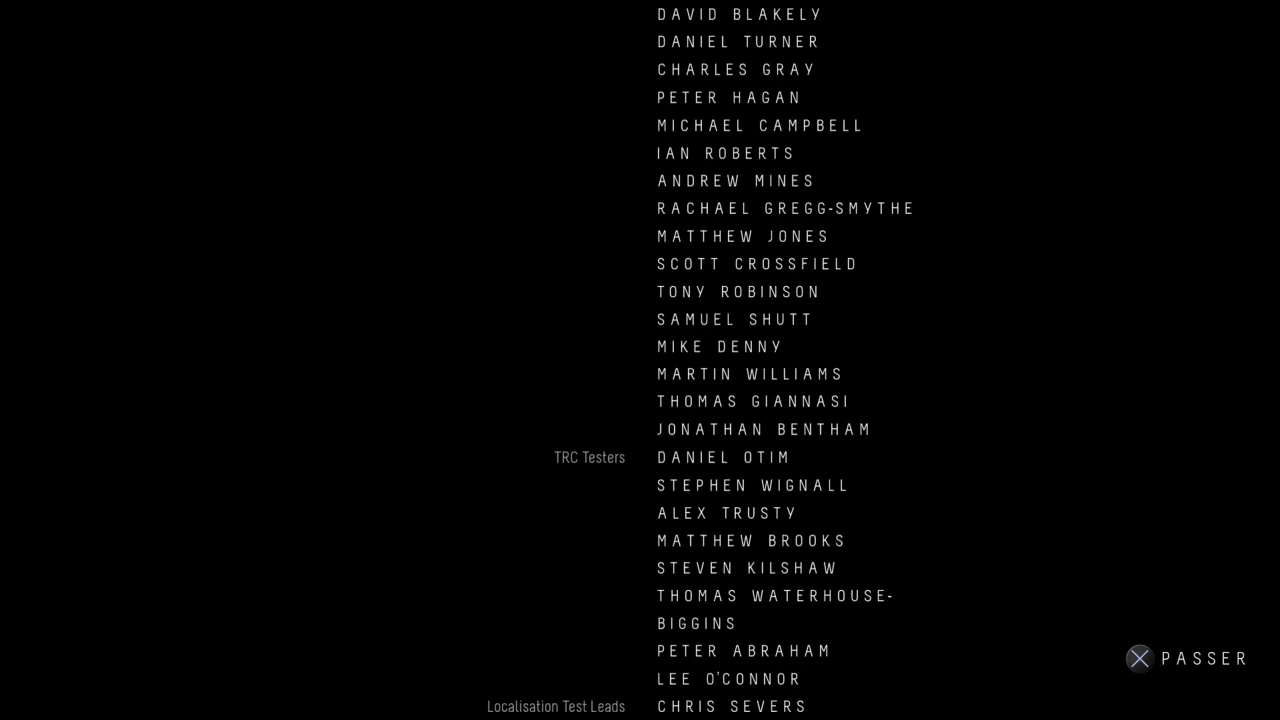 DAVID BLAKELY
DANIEL TURNER
CHARLES GRAY
PETER HAGAN
MICHAEL CAMPBELL
IAN ROBERTS
ANDREW MINES
RACHAEL GREGG-SMYTHE
MATTHEW JONES
SCOTT CROSSFIELD
TONY ROBINSON
SAMUEL SHUTT
MIKE DENNY
MARTIN WILLIAMS
THOMAS GIANNASI
JONATHAN BENTHAM
TRC Testers DANIEL OTIM
STEPHEN WIGNALL
ALEX TRUSTY
MATTHEW BROOKS
STEVEN KILSHAW
THOMAS WATERHOUSE-
BIGGINS
PETER ABRAHAM
PASSER
LEE O'CONNOR
Localisation Test Leads CHRIS SEVERS